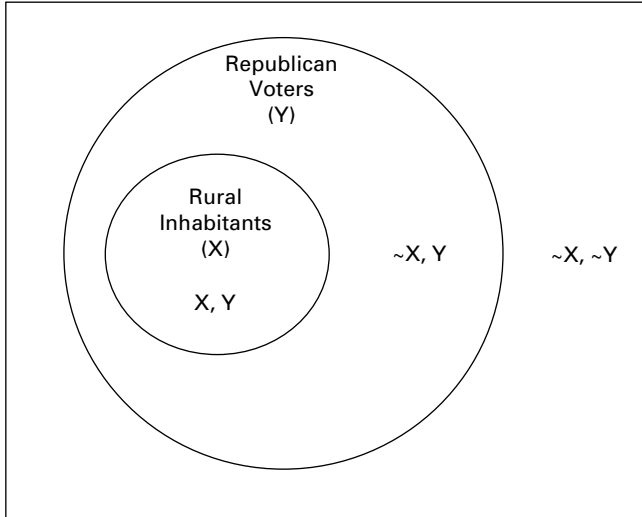 Republican
Voters
(Y)
Rural
Inhabitants
(X)
~X, Y
~X, ~Y
X, Y